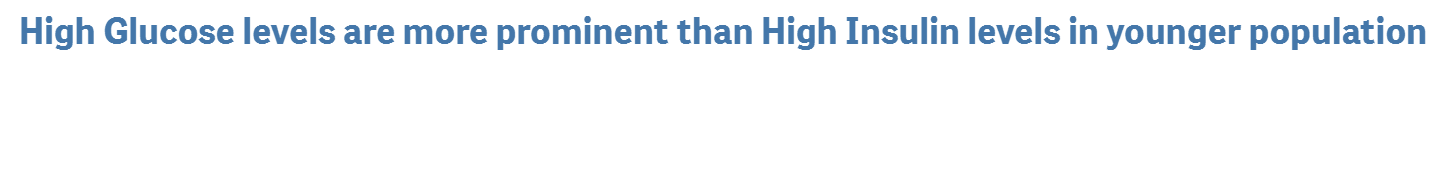 High Glucose levels are more prominent than High Insulin levels in younger population